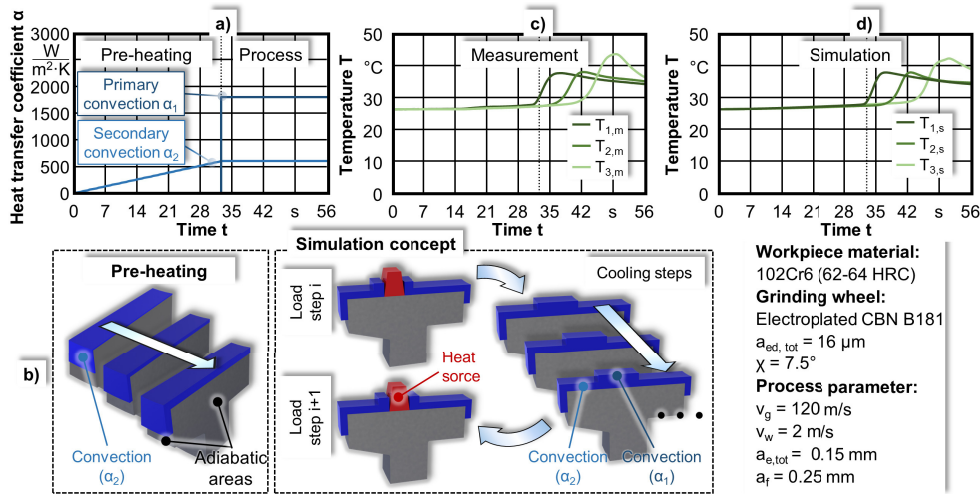 a)
Heat transfer coefficient α
3000
W
m²·K
2000
1500
1000
500
0
Pre-heating
Process
Primary
convection α1
Secondary
convection α2
0 7 14 21 28 35 42 s 56
Time t
c)
Temperature T
50
°C
30
20
10
0
Measurement
T1,m
T2,m
T3,m
0 7 14 21 28 35 42 s 56
Time t
d)
Temperature T
50
°C
30
20
10
0
Simulation
T1,s
T2,s
T3,s
0 7 14 21 28 35 42 s 56
Time t
b)
Pre-heating
Convection
(α2)
Adiabatic
areas
Simulation concept
Load
step i
Cooling steps
Heat
sorce
Load
step i+1
Convection
(α2)
Convection
(α1)
Workpiece material:
102Cr6 (62-64 HRC)
Grinding wheel:
Electroplated CBN B181
aed, tot = 16 µm
χ = 7.5°
Process parameter:
vg = 120 m/s
vw = 2 m/s
ae,tot = 0.15 mm
af = 0.25 mm